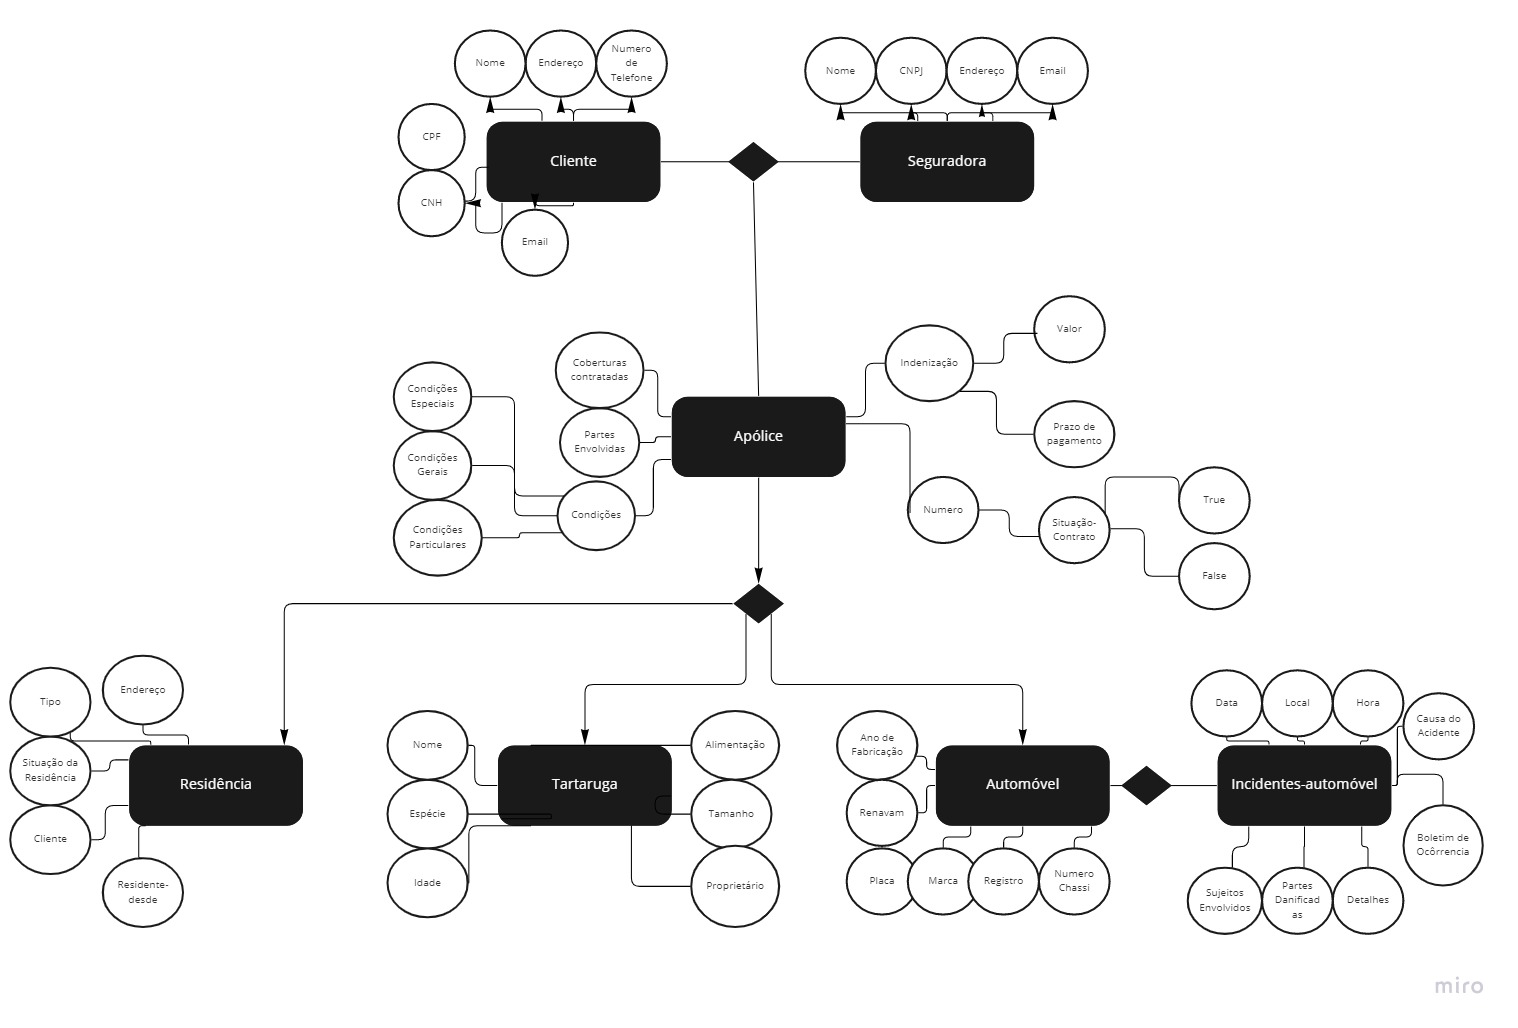 Nome
Endereço
Numero
de
Telefone
Nome
CNPJ
Endereço
Email
CPF
Cliente
Seguradora
CNH
Email
Valor
Coberturas
contratadas
Indenização
Condições
Especiais
Partes
Envolvidas
Apólice
Prazo de
pagamento
Condições
Gerais
Condições
Numero
True
Situação-
Contrato
Condições
Particulares
False
Tipo
Endereço
Situação da
Residência
Residência
Cliente
Residente-
desde
Nome
Alimentação
Tartaruga
Espécie
Tamanho
Idade
Proprietário
Ano de
Fabricação
Automóvel
Renavam
Placa
Marca
Registro
Numero
Chassi
Data
Local
Hora
Causa do
Acidente
Incidentes-automóvel
Boletim de
Ocôrrencia
Sujeitos
Envolvidos
Partes
Danificad
as
Detalhes
miro